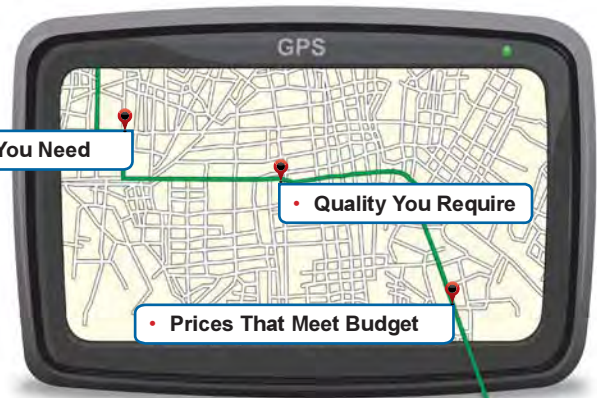 GPS
You Need
• Quality You Require
• Prices That Meet Budget